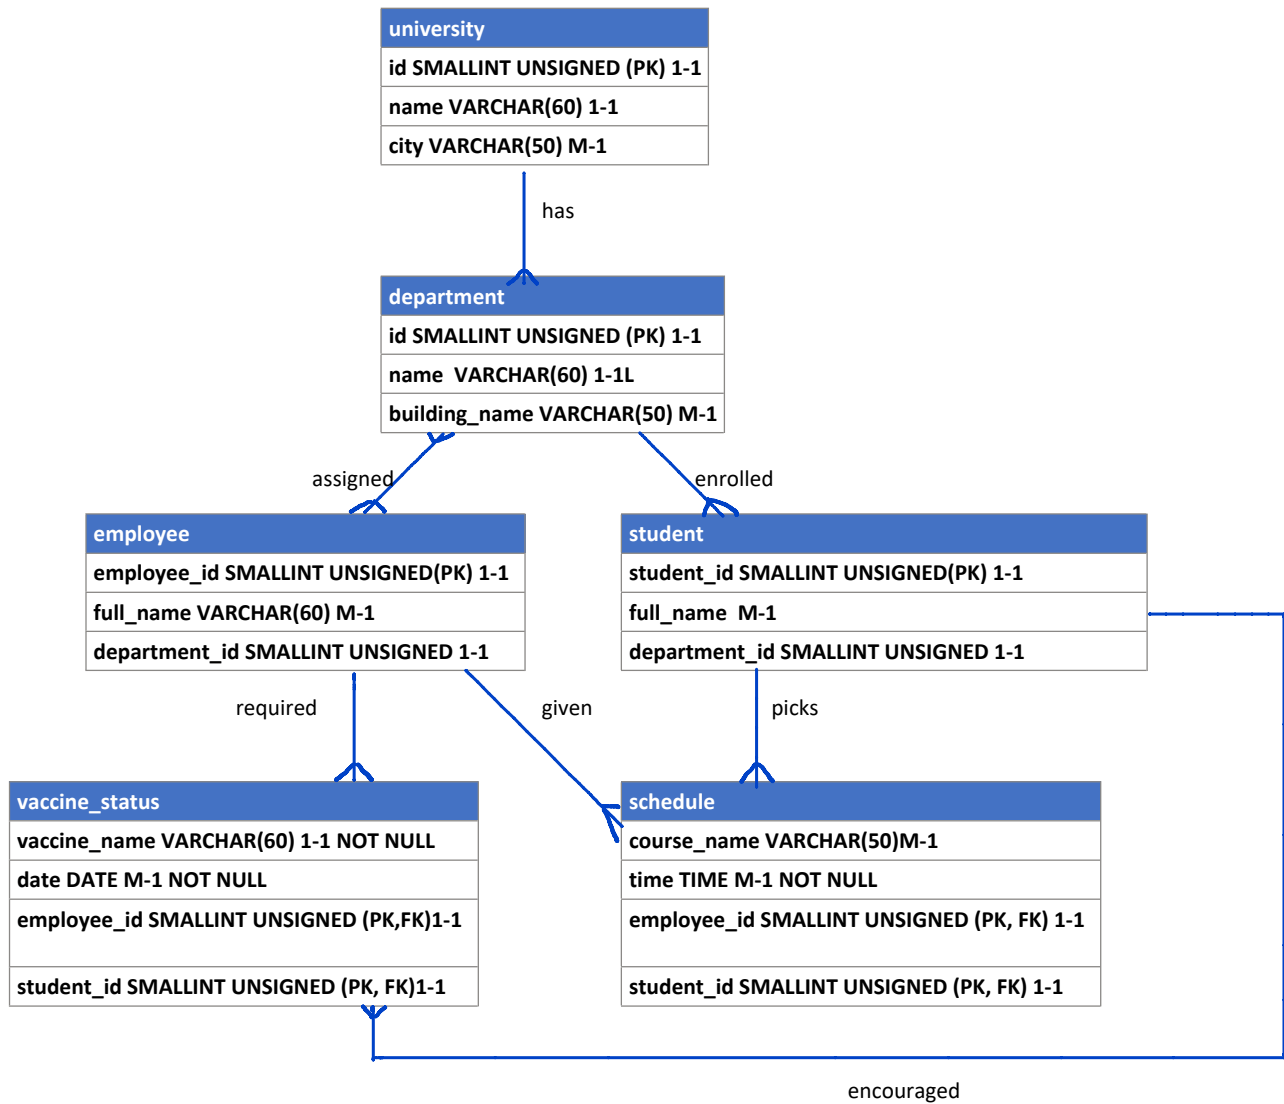 university
id SMALLINT UNSIGNED (PK) 1-1
name VARCHAR(60) 1-1
city VARCHAR(50) M-1
has
department
id SMALLINT UNSIGNED (PK) 1-1
name VARCHAR(60) 1-1L
building_name VARCHAR(50) M-1
assigned
enrolled
employee
employee_id SMALLINT UNSIGNED(PK) 1-1
full_name VARCHAR(60) M-1
department_id SMALLINT UNSIGNED 1-1
student
student_id SMALLINT UNSIGNED(PK) 1-1
full_name M-1
department_id SMALLINT UNSIGNED 1-1
required
given
picks
vaccine_status
vaccine_name VARCHAR(60) 1-1 NOT NULL
date DATE M-1 NOT NULL
employee_id SMALLINT UNSIGNED (PK,FK)1-1
student_id SMALLINT UNSIGNED (PK, FK)1-1
schedule
course_name VARCHAR(50)M-1
time TIME M-1 NOT NULL
employee_id SMALLINT UNSIGNED (PK, FK) 1-1
student_id SMALLINT UNSIGNED (PK, FK) 1-1
encouraged